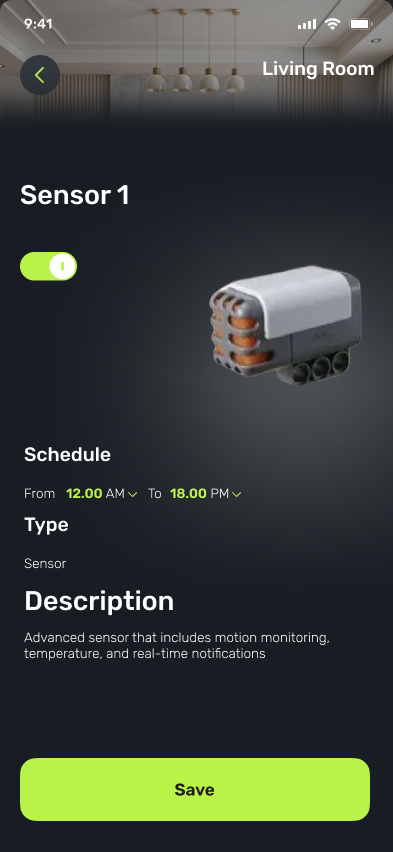 9:41
Living Room
Sensor 1
Schedule
From 12.00 AM To 18.00 PM
Type
Sensor
Description
Advanced sensor that includes motion monitoring,
temperature, and real-time notifications
Save